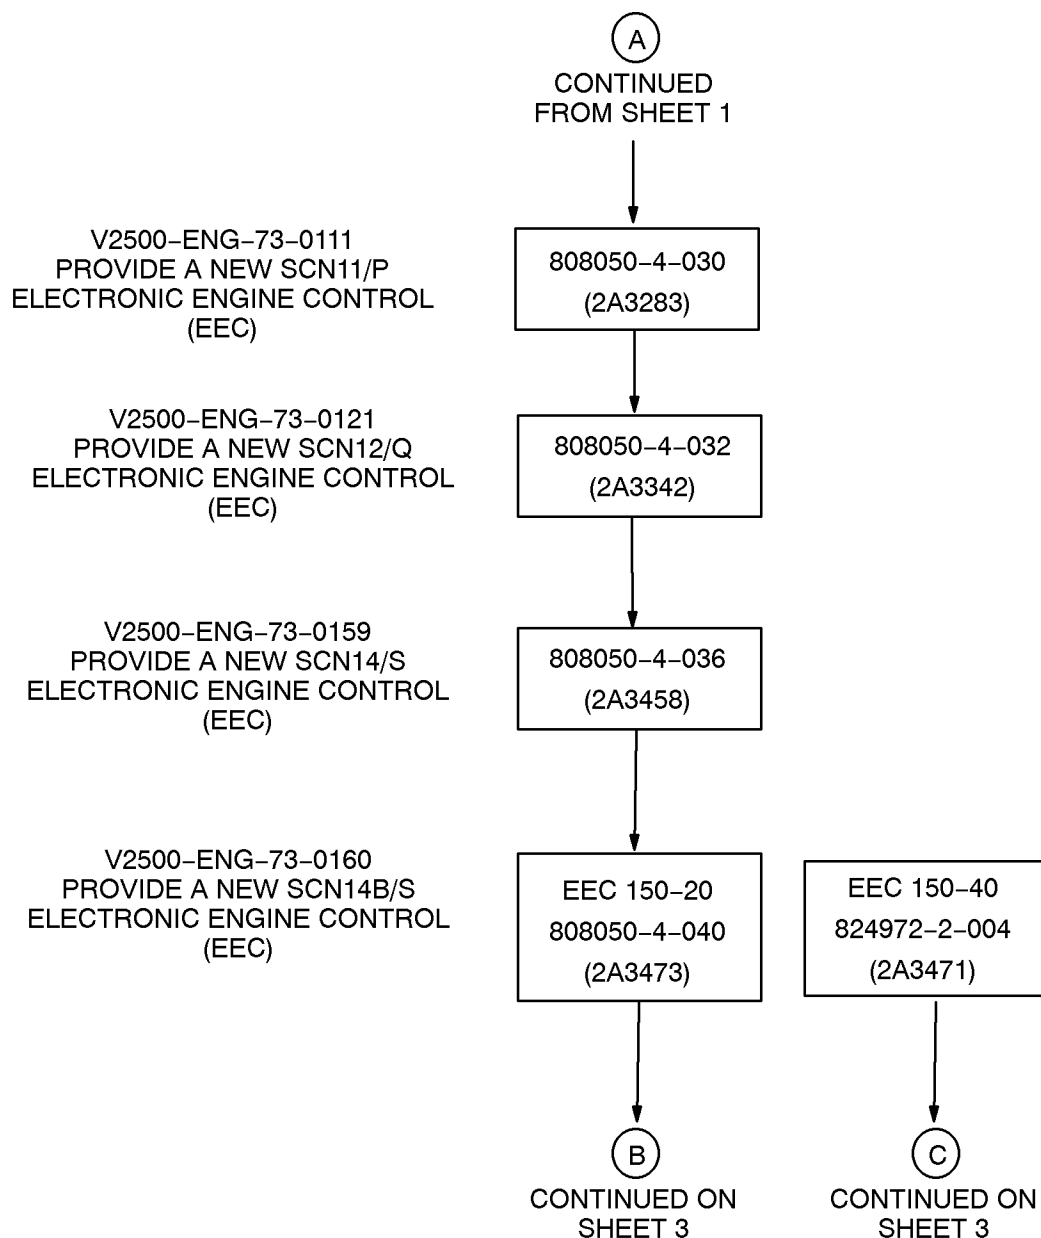 A
CONTINUED
FROM SHEET 1
V2500−ENG−73−0111
PROVIDE A NEW SCN11/P
ELECTRONIC ENGINE CONTROL
(EEC)
808050−4−030
(2A3283)
V2500−ENG−73−0121
PROVIDE A NEW SCN12/Q
ELECTRONIC ENGINE CONTROL
(EEC)
808050−4−032
(2A3342)
V2500−ENG−73−0159
PROVIDE A NEW SCN14/S
ELECTRONIC ENGINE CONTROL
(EEC)
808050−4−036
(2A3458)
V2500−ENG−73−0160
PROVIDE A NEW SCN14B/S
ELECTRONIC ENGINE CONTROL
(EEC)
EEC 150−20
808050−4−040
(2A3473)
EEC 150−40
824972−2−004
(2A3471)
B
CONTINUED ON
SHEET 3
C
CONTINUED ON
SHEET 3